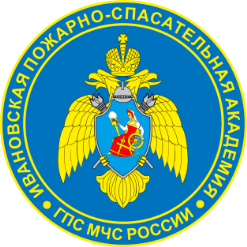 ИВАНОВСКАЯ ПОЖАРНО-СПАСАТЕЛЬНАЯ АКАДЕМИЯ
ГПС МЧС РОССИИ